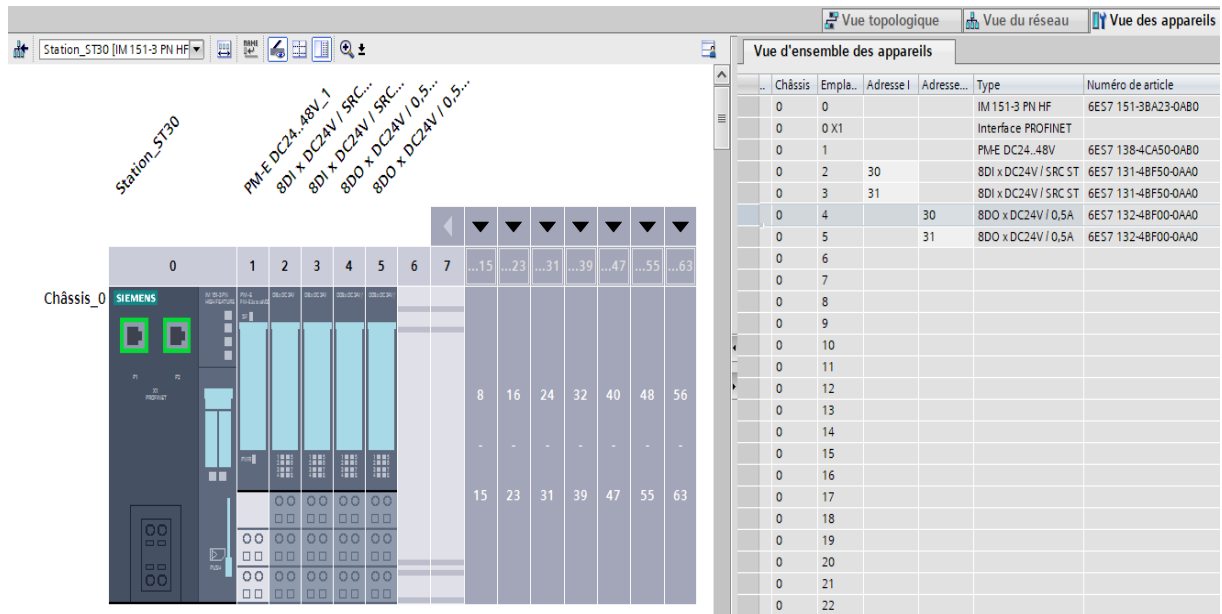 Vue topologique
Vue du réseau
Vue des appareils
Station_ST30 [IM 151-3 PN HF]
NAME
Vue d'ensemble des appareils
Station_ST30
PM-E DC24..48V_1
8DI x DC24V / SRC...
8DI x DC24V / SRC...
8DO x DC24V / 0,5...
8DO x DC24V / 0,5...
0 1 2 3 4 5 6 7 ...15 ...23 ...31 ...39 ...47 ...55 ...63
Châssis_0
SIEMENS
P1 P2
X1
PROFINET
PUSH
8 16 24 32 40 48 56
- - - - - - -
15 23 31 39 47 55 63
.. Châssis Empla.. Adresse I Adresse... Type Numéro de article
0 0 IM 151-3 PN HF 6ES7 151-3BA23-0AB0
0 0 X1 Interface PROFINET
0 1 PM-E DC24..48V 6ES7 138-4CA50-0AB0
0 2 30 8DI x DC24V / SRC ST 6ES7 131-4BF50-0AA0
0 3 31 8DI x DC24V / SRC ST 6ES7 131-4BF50-0AA0
0 4 30 8DO x DC24V / 0,5A 6ES7 132-4BF00-0AA0
0 5 31 8DO x DC24V / 0,5A 6ES7 132-4BF00-0AA0
0 6
0 7
0 8
0 9
0 10
0 11
0 12
0 13
0 14
0 15
0 16
0 17
0 18
0 19
0 20
0 21
0 22